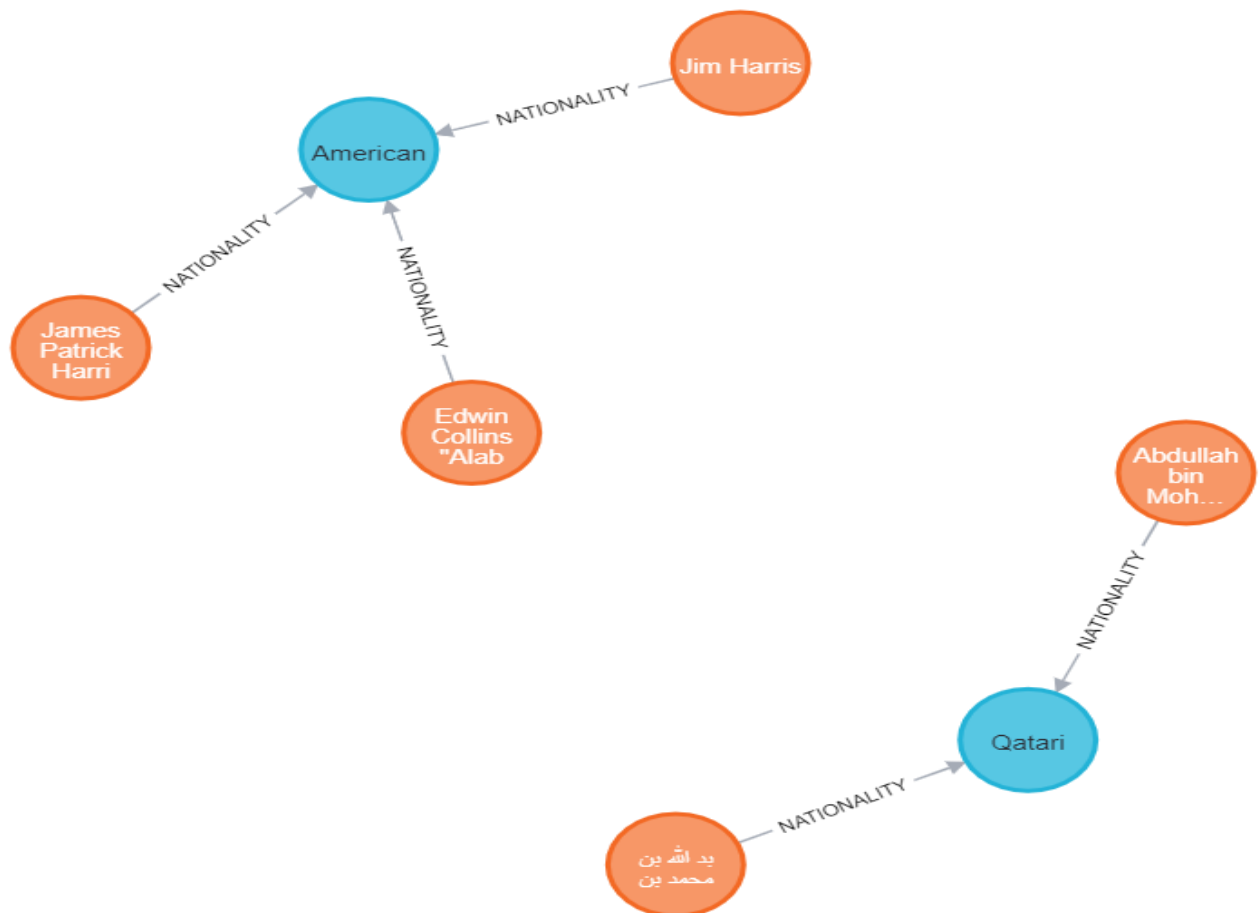 Jim Harris
NATIONALITY
American
NATIONALITY
NATIONALITY
James
Patrick
Harri
Edwin
Collins
"Alab
Abdullah
bin
Moh...
NATIONALITY
Qatari
NATIONALITY
بد الله بن
محمد بن